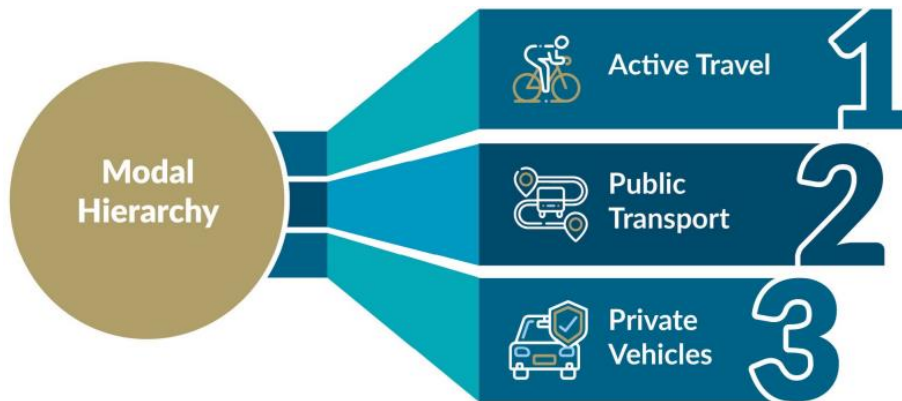 Modal
Hierarchy
Active Travel
1
Public
Transport
2
Private
Vehicles
3